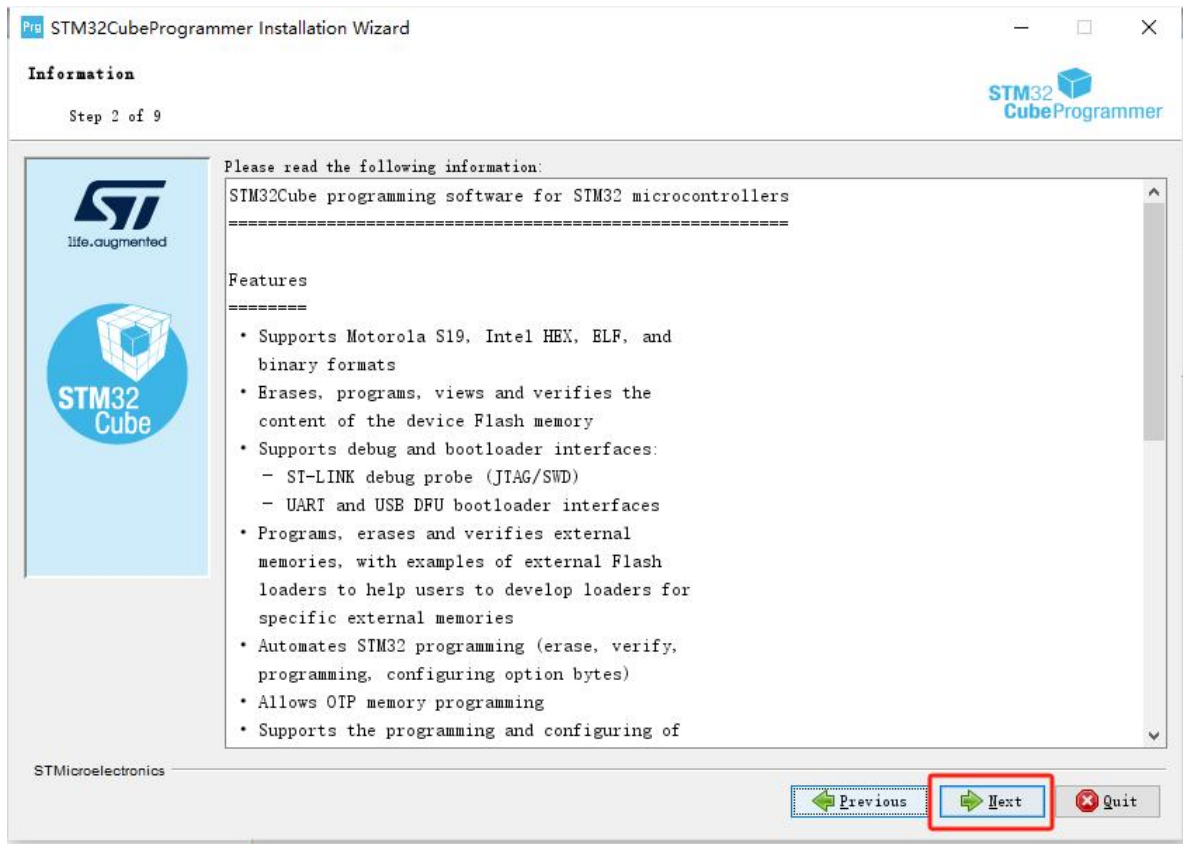 Prg STM32CubeProgrammer Installation Wizard
Information
Step 2 of 9
STM32
CubeProgrammer
life.augmented
STM32
Cube
Please read the following information:
STM32Cube programming software for STM32 microcontrollers
=========================================================
Features
========
• Supports Motorola S19, Intel HEX, ELF, and
binary formats
• Erases, programs, views and verifies the
content of the device Flash memory
• Supports debug and bootloader interfaces:
– ST-LINK debug probe (JTAG/SWD)
– UART and USB DFU bootloader interfaces
• Programs, erases and verifies external
memories, with examples of external Flash
loaders to help users to develop loaders for
specific external memories
• Automates STM32 programming (erase, verify,
programming, configuring option bytes)
• Allows OTP memory programming
• Supports the programming and configuring of
STMicroelectronics
Previous
Next
Quit